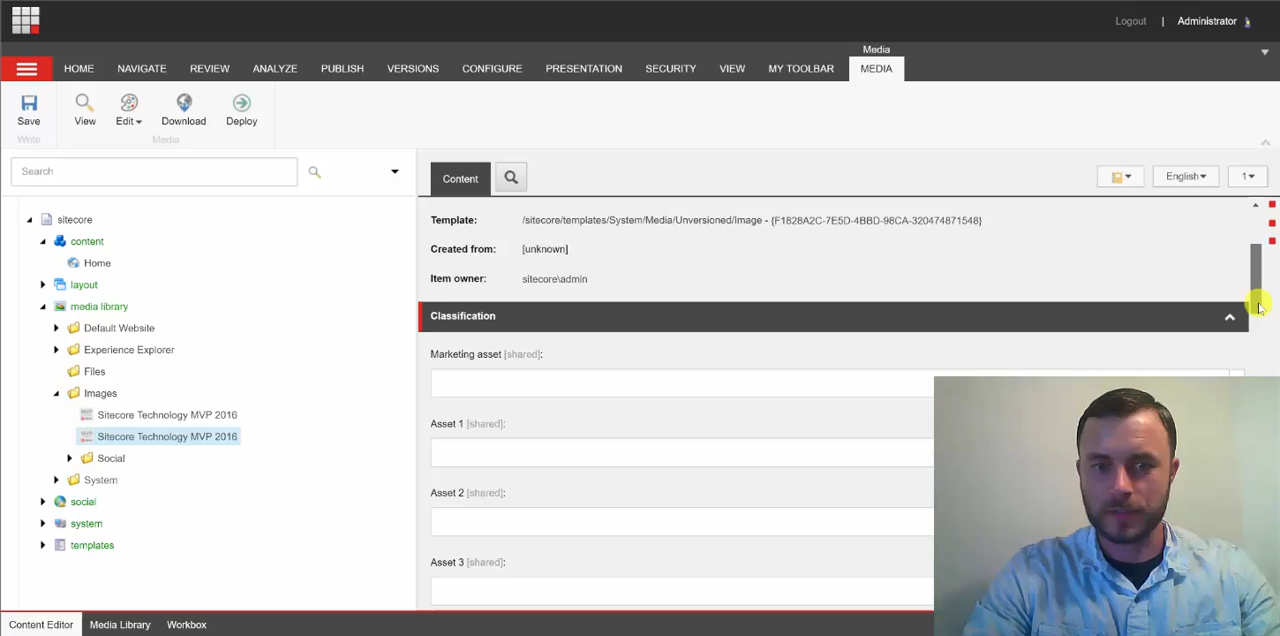 Logout | Administrator
Media
HOME NAVIGATE REVIEW ANALYZE PUBLISH VERSIONS CONFIGURE PRESENTATION SECURITY VIEW MY TOOLBAR MEDIA
Save View Edit Download Deploy
Write Media
Search
Content English 1
sitecore
content
Home
layout
media library
Default Website
Experience Explorer
Files
Images
Sitecore Technology MVP 2016
Sitecore Technology MVP 2016
Social
System
social
system
templates
Template: /sitecore/templates/System/Media/Unversioned/Image - {F1828A2C-7E5D-4BBD-98CA-320474871548}
Created from: [unknown]
Item owner: sitecore\admin
Classification
Marketing asset [shared]:
Asset 1 [shared]:
Asset 2 [shared]:
Asset 3 [shared]:
Content Editor Media Library Workbox